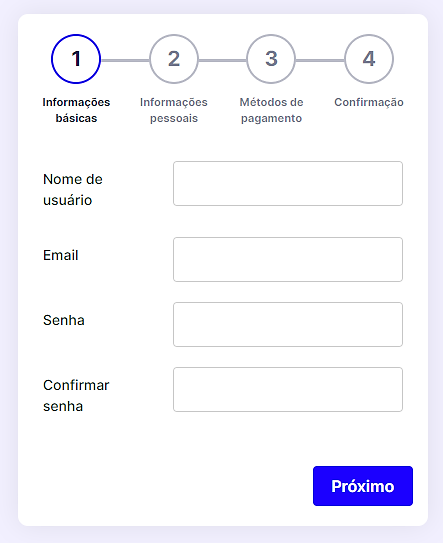 1 2 3 4
Informações básicas
Informações pessoais
Métodos de pagamento
Confirmação
Nome de
usuário
Email
Senha
Confirmar
senha
Próximo